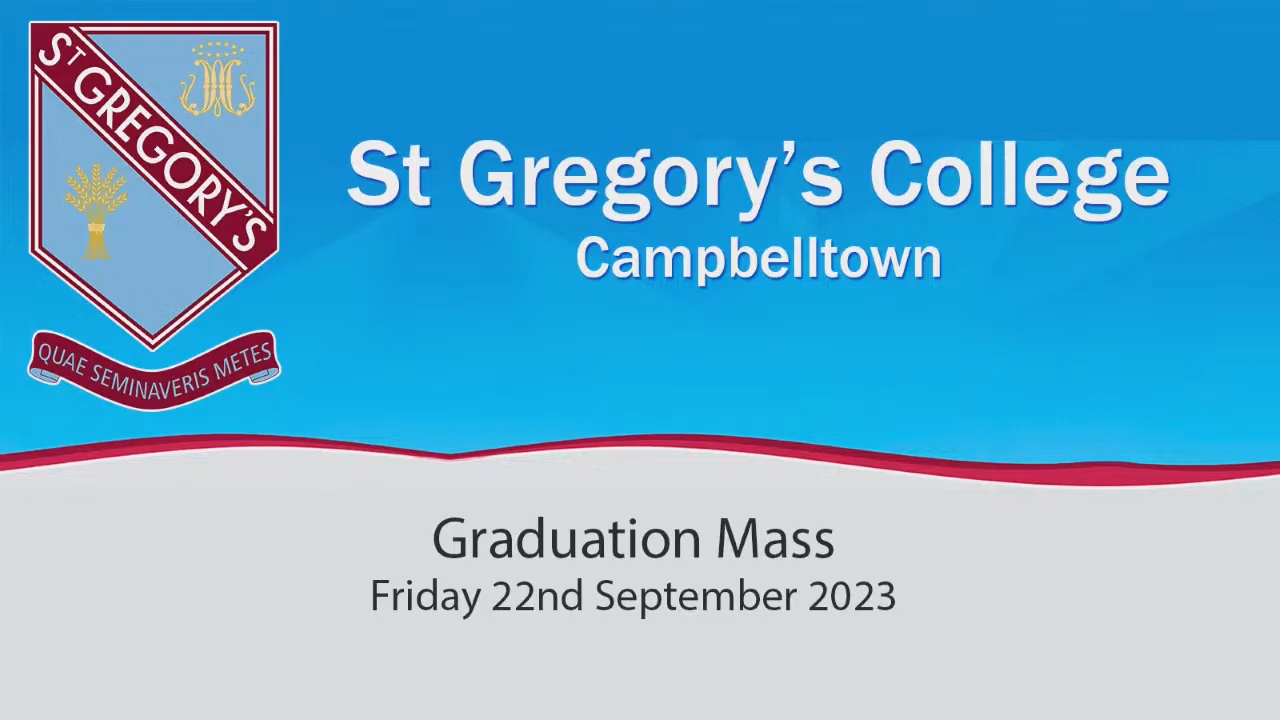 ST GREGORY'S
QUAE SEMINAVERIS METES
St Gregory’s College
Campbelltown
Graduation Mass
Friday 22nd September 2023